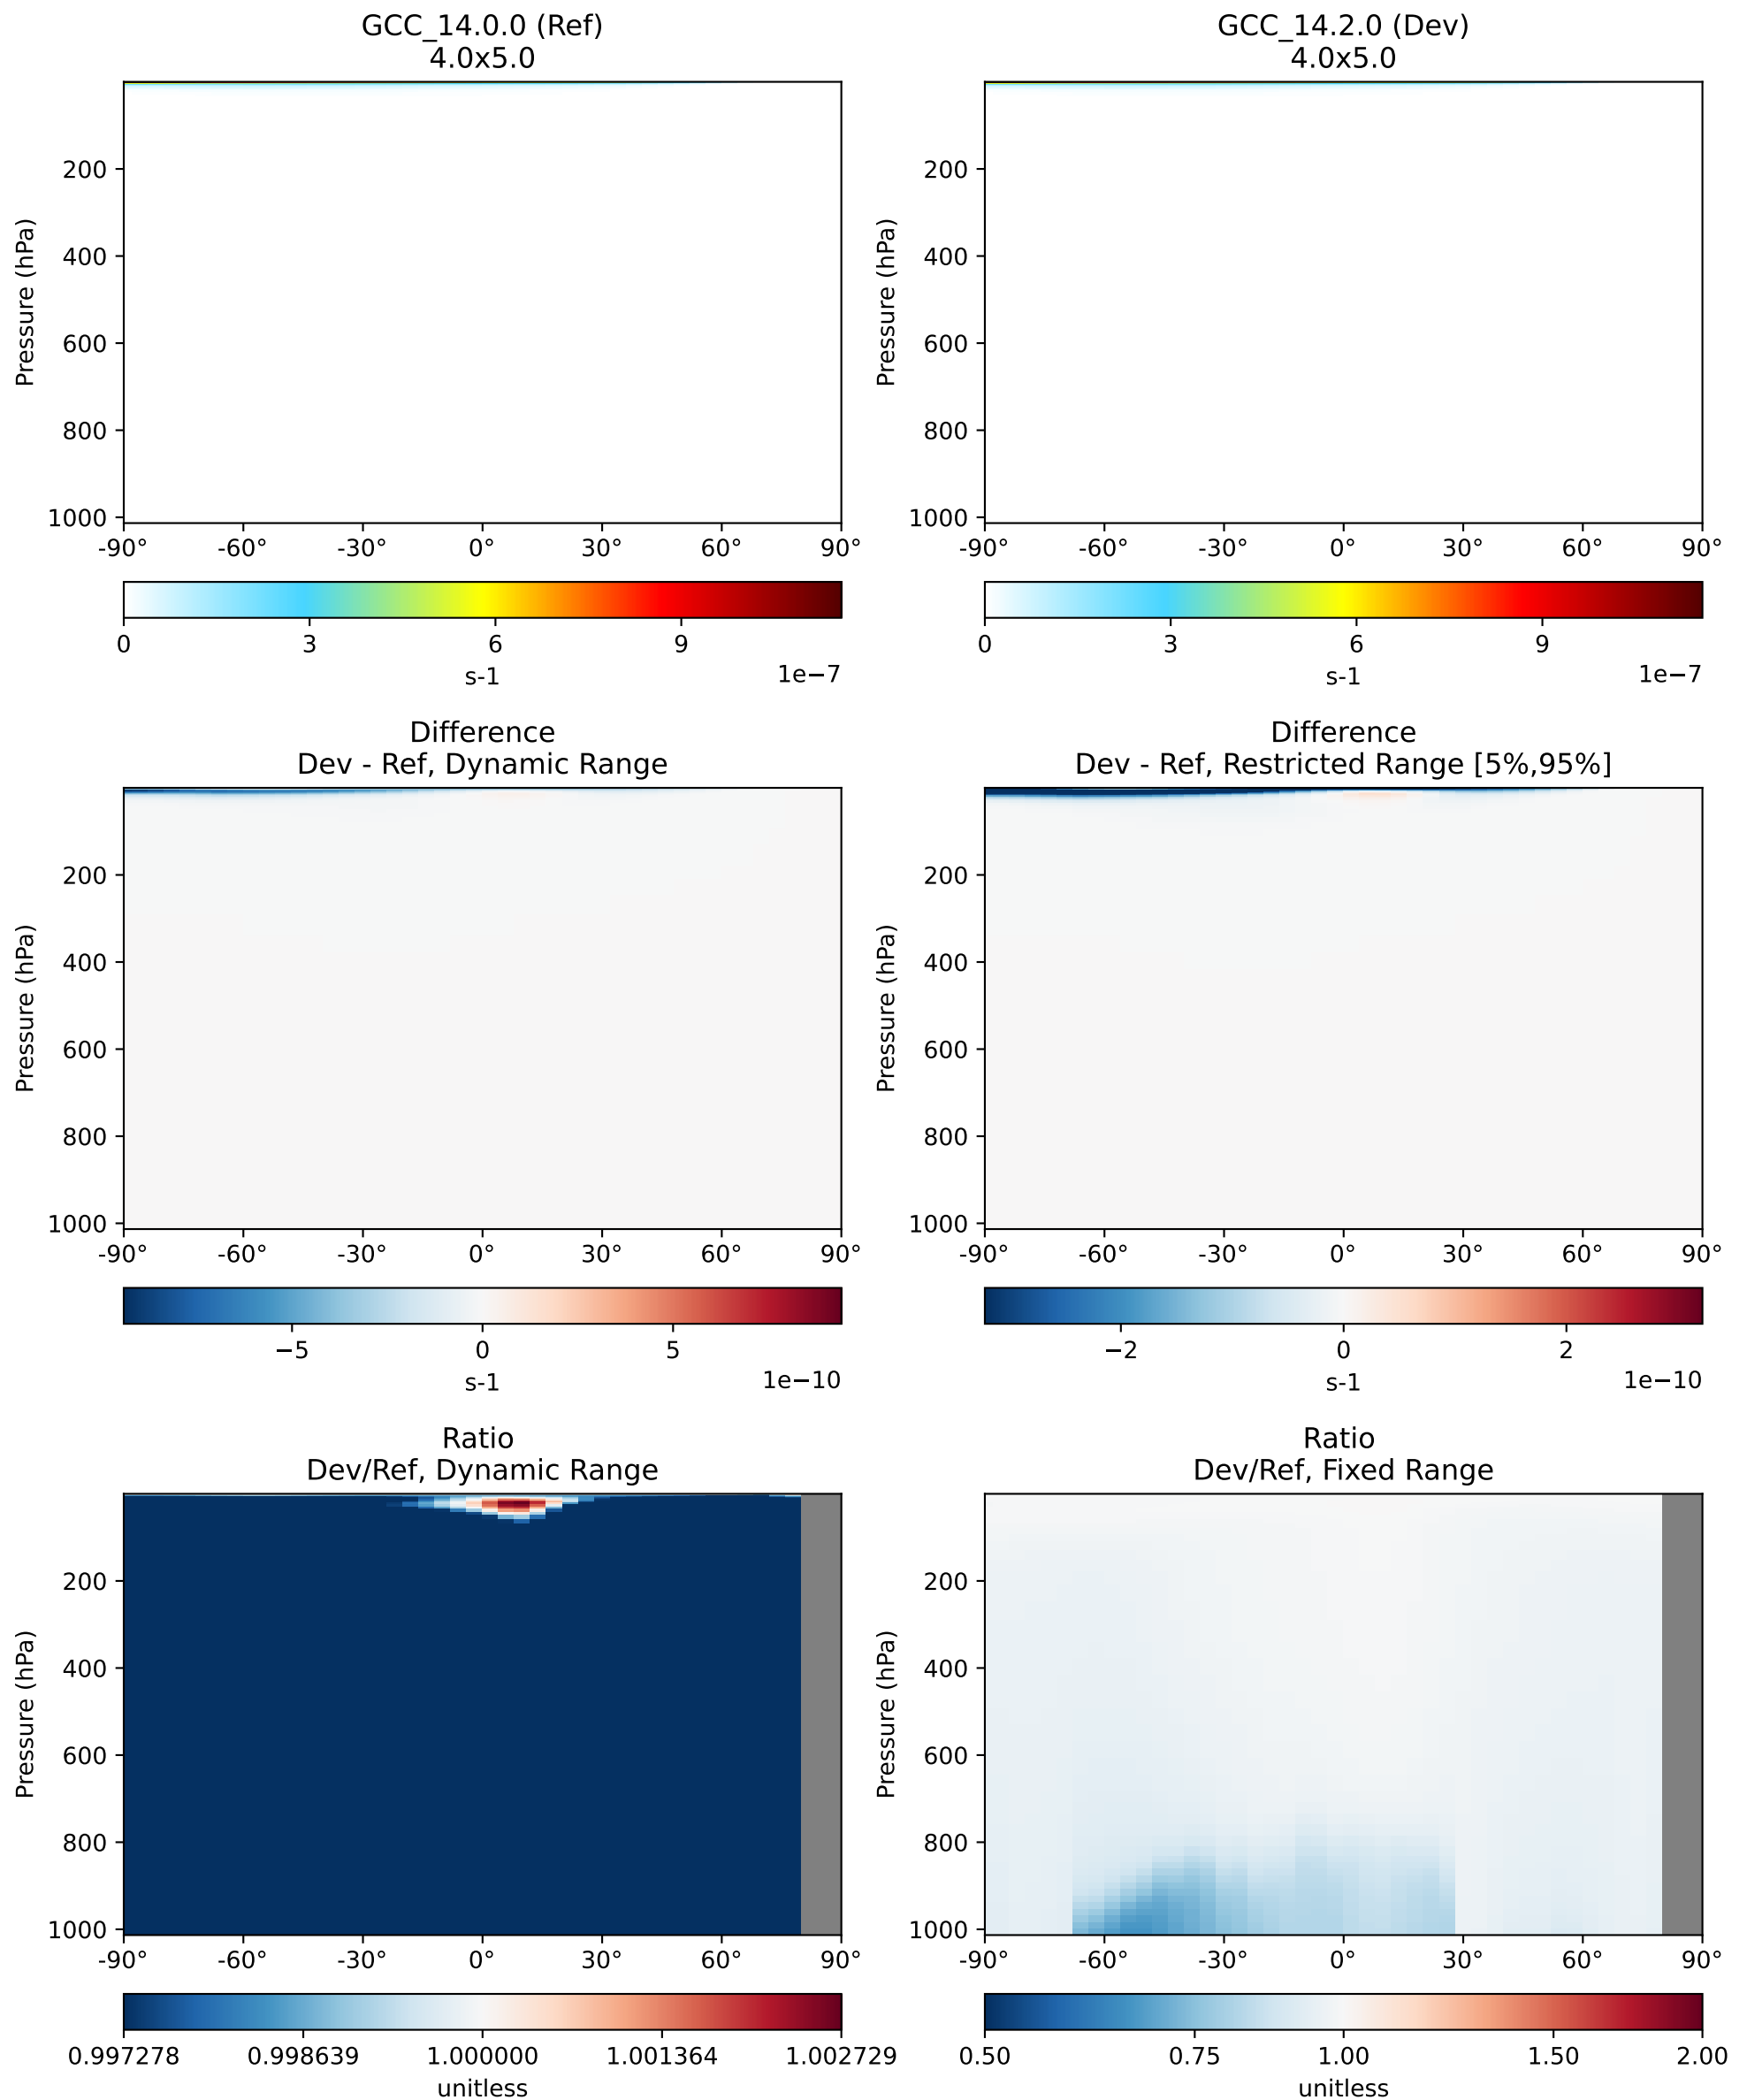 GCC_14.0.0 (Ref)
4.0x5.0
Pressure (hPa)
200
400
600
800
1000
-90° -60° -30° 0° 30° 60° 90°
0 3 6 9
s-1 1e−7
GCC_14.2.0 (Dev)
4.0x5.0
Pressure (hPa)
200
400
600
800
1000
-90° -60° -30° 0° 30° 60° 90°
0 3 6 9
s-1 1e−7
Difference
Dev - Ref, Dynamic Range
Pressure (hPa)
200
400
600
800
1000
-90° -60° -30° 0° 30° 60° 90°
−5 0 5
s-1 1e−10
Difference
Dev - Ref, Restricted Range [5%,95%]
Pressure (hPa)
200
400
600
800
1000
-90° -60° -30° 0° 30° 60° 90°
−2 0 2
s-1 1e−10
Ratio
Dev/Ref, Dynamic Range
Pressure (hPa)
200
400
600
800
1000
-90° -60° -30° 0° 30° 60° 90°
0.997278 0.998639 1.000000 1.001364 1.002729
unitless
Ratio
Dev/Ref, Fixed Range
Pressure (hPa)
200
400
600
800
1000
-90° -60° -30° 0° 30° 60° 90°
0.50 0.75 1.00 1.50 2.00
unitless